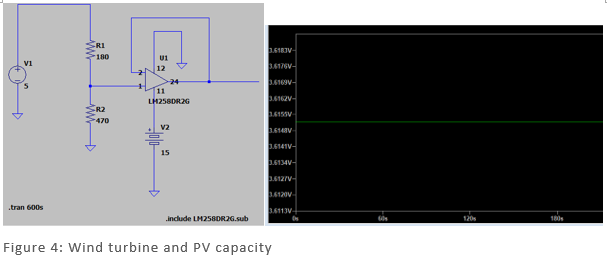 V1
5
R1
180
R2
470
U1
12
2
1
24
11
LM258DR2G
V2
15
.tran 600s
.include LM258DR2G.sub
3.6183V
3.6176V
3.6169V
3.6162V
3.6155V
3.6148V
3.6141V
3.6134V
3.6127V
3.6120V
3.6113V
0s
60s
120s
180s
Figure 4: Wind turbine and PV capacity